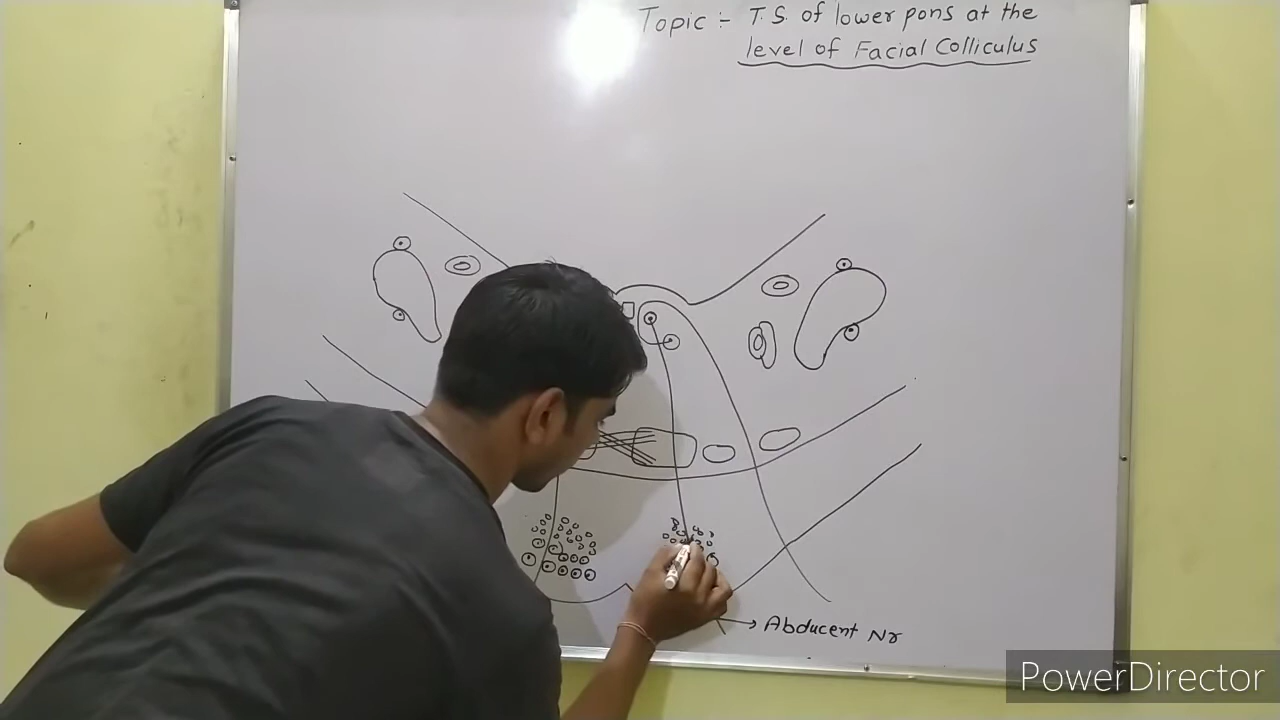 Topic :- T.S. of lower pons at the
level of Facial Colliculus
Abducent Nr
PowerDirector